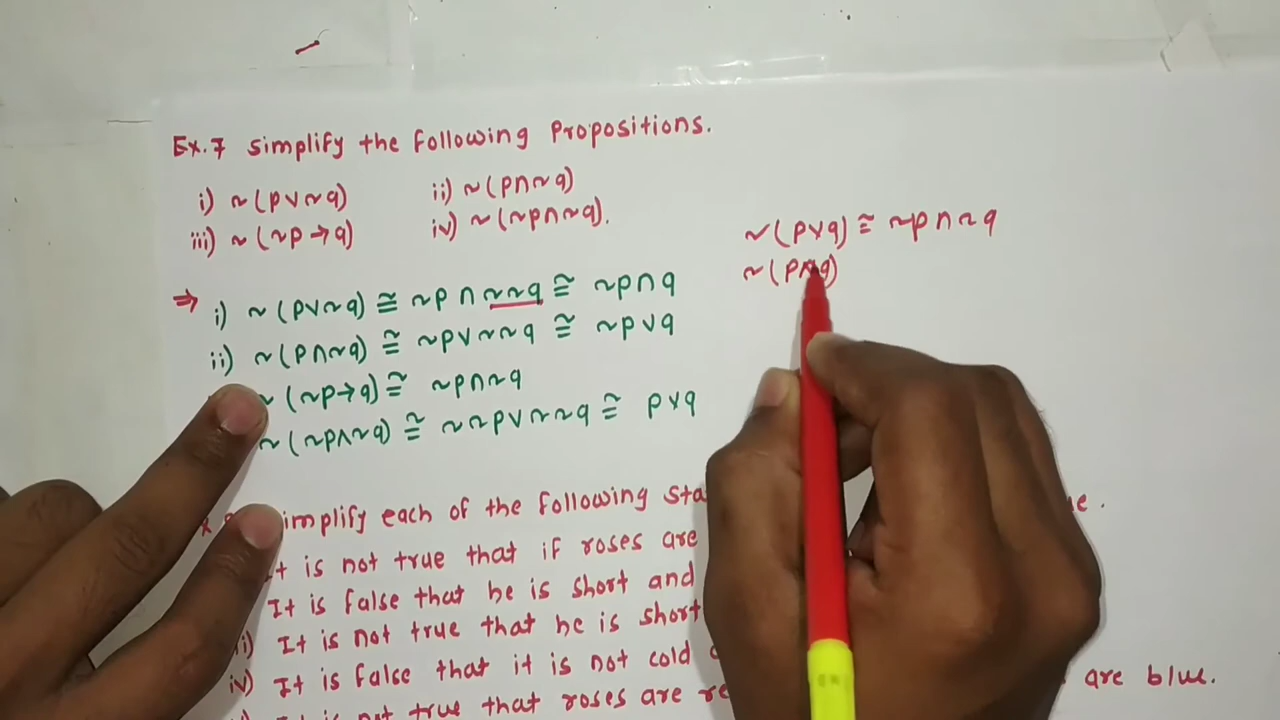 Ex.7 simplify the following propositions.
i) ~(p∨~q) ii) ~(p∩~q)
iii) ~(~p→q) iv) ~(~p∩~q).
~(p∨q) ≅ ~p∩~q
~(p∧q)
⇒ i) ~(p∨~q) ≅ ~p ∩ ~~q ≅ ~p∩q
ii) ~(p∩~q) ≅ ~p∨~~q ≅ ~p∨q
~(~p→q) ≅ ~p∩~q
~(~p∧~q) ≅ ~~p∨~~q ≅ p∨q
simplify each of the following
It is not true that if roses are
It is false that he is short and
It is not true that he is short
iv) It is false that it is not cold are blue.
It is not true that roses are